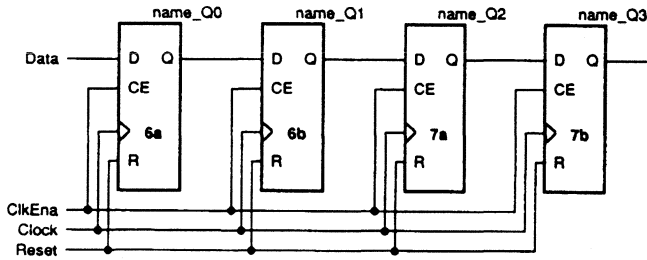 name_Q0 name_Q1 name_Q2 name_Q3
Data D Q D Q D Q D Q
CE CE CE CE
6a 6b 7a 7b
R R R R
ClkEna
Clock
Reset